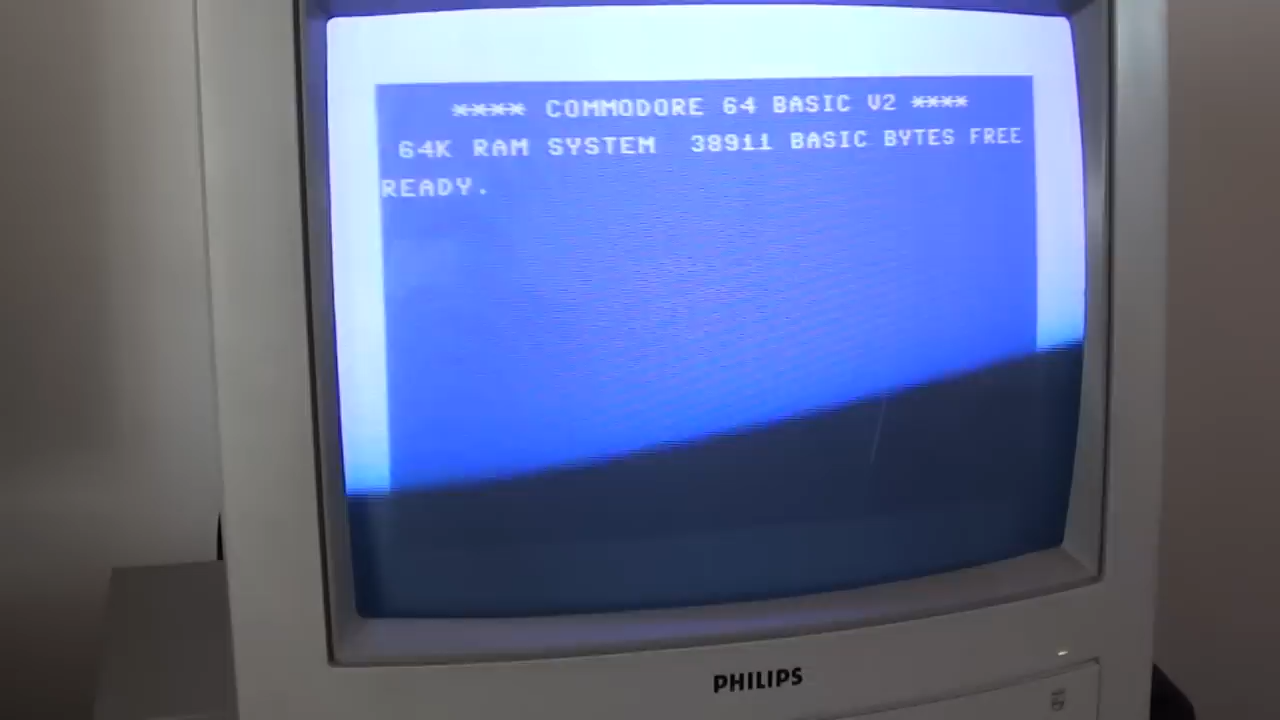 **** COMMODORE 64 BASIC V2 ****
64K RAM SYSTEM  38911 BASIC BYTES FREE
READY.
PHILIPS